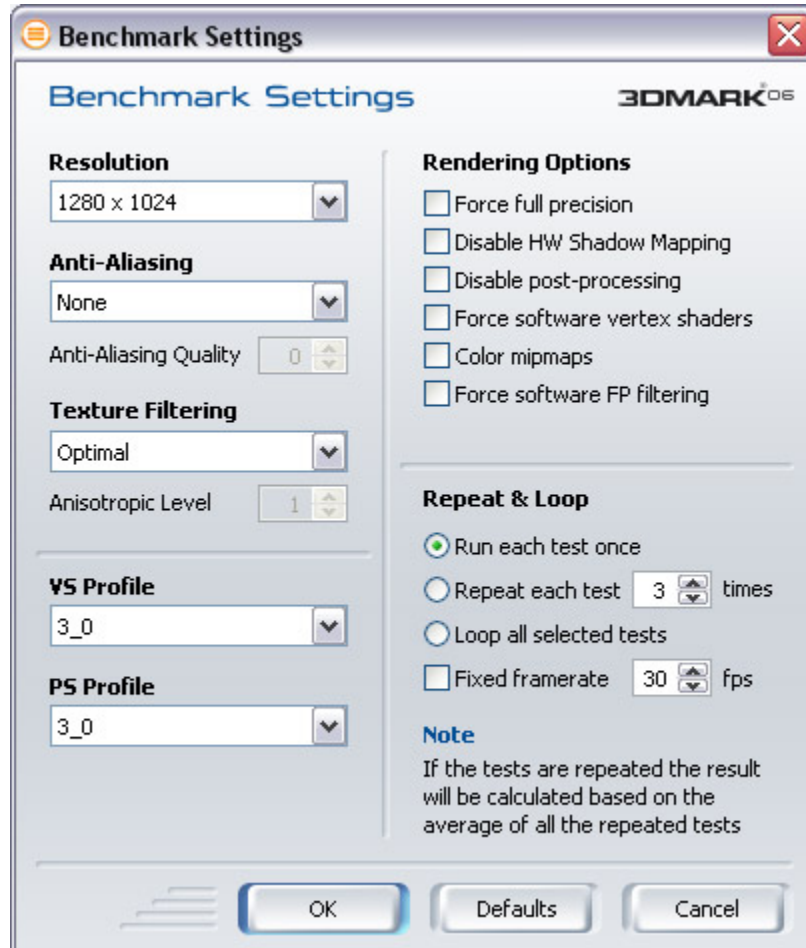 Benchmark Settings
Benchmark Settings
3DMARK®06
Resolution
1280 x 1024
Anti-Aliasing
None
Anti-Aliasing Quality 0
Texture Filtering
Optimal
Anisotropic Level 1
VS Profile
3_0
PS Profile
3_0
Rendering Options
Force full precision
Disable HW Shadow Mapping
Disable post-processing
Force software vertex shaders
Color mipmaps
Force software FP filtering
Repeat & Loop
Run each test once
Repeat each test 3 times
Loop all selected tests
Fixed framerate 30 fps
Note
If the tests are repeated the result
will be calculated based on the
average of all the repeated tests
OK Defaults Cancel